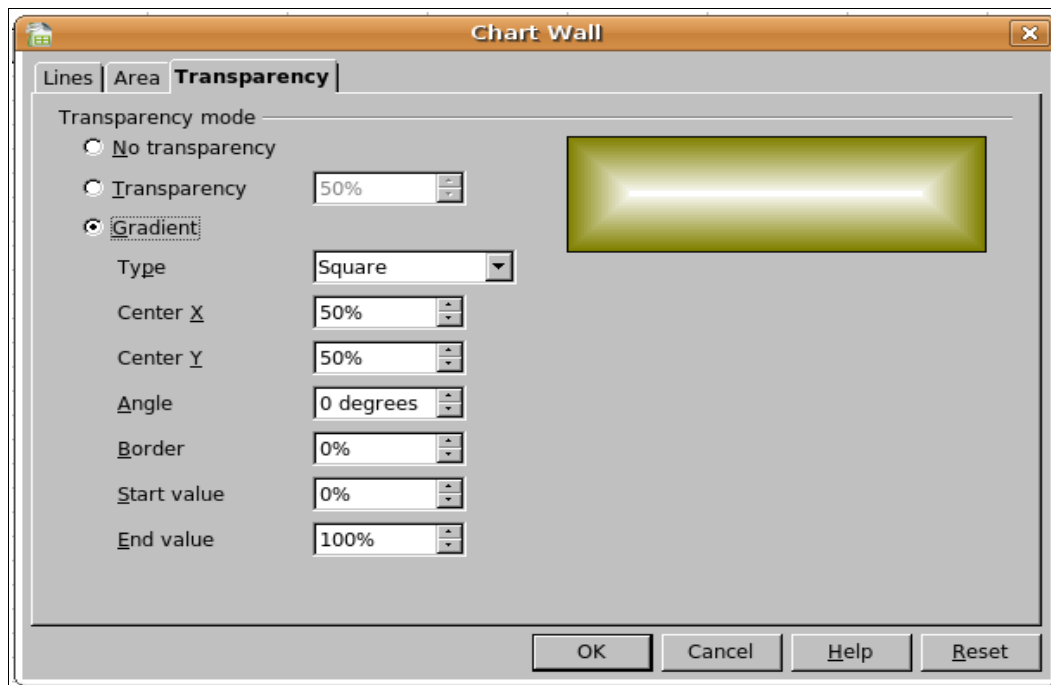 Chart Wall
Lines Area Transparency
Transparency mode
No transparency
Transparency 50%
Gradient
Type Square
Center X 50%
Center Y 50%
Angle 0 degrees
Border 0%
Start value 0%
End value 100%
OK Cancel Help Reset